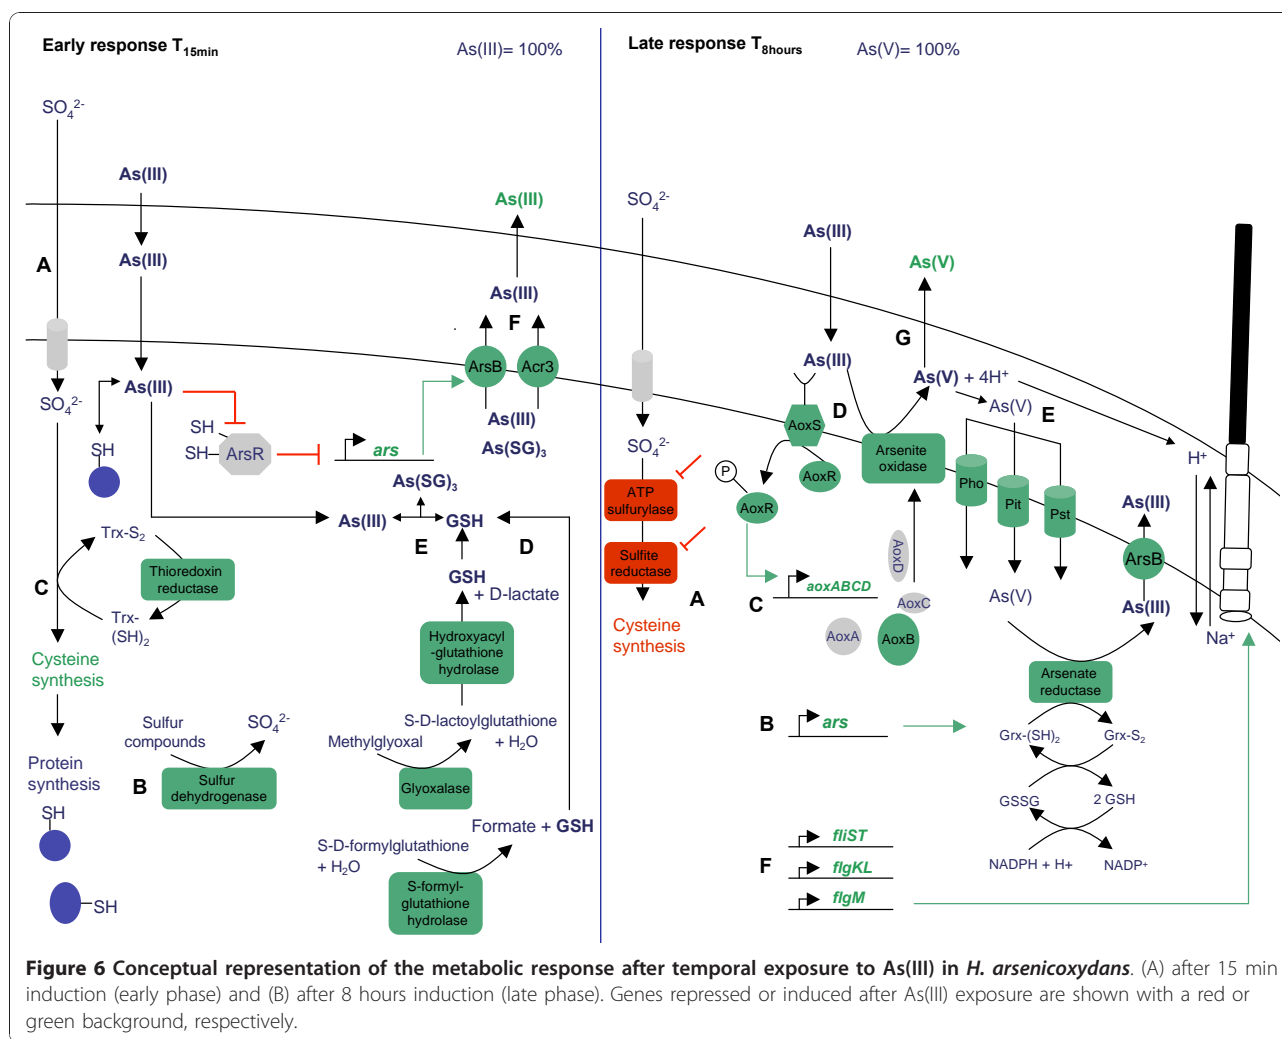 Early response T15min
As(III)= 100%
SO4 2-
As(III)
As(III)
A
As(III)
SO4 2-
SH
SH
SH
ArsR
ars
As(III)
As(III)
F
ArsB
Acr3
As(III)
As(SG)3
As(SG)3
As(III)
GSH
E
D
Trx-S2
Thioredoxin
reductase
C
Trx-
(SH)2
GSH
+ D-lactate
Hydroxyacyl
-glutathione
hydrolase
Cysteine
synthesis
Sulfur
compounds
SO4 2-
S-D-lactoylglutathione
+ H2O
Methylglyoxal
Protein
synthesis
B
Sulfur
dehydrogenase
Glyoxalase
SH
Formate + GSH
S-D-formylglutathione
+ H2O
S-formyl-
glutathione
hydrolase
SH
Late response T8hours
As(V)= 100%
SO4 2-
As(III)
As(V)
G
As(III)
As(V) + 4H+
As(V)
E
D
AoxS
SO4 2-
Arsenite
oxidase
H+
P
AoxR
AoxR
Pho
Pit
Pst
As(III)
ATP
sulfurylase
Sulfite
reductase
AoxD
ArsB
A
C
aoxABCD
As(V)
As(III)
AoxC
AoxA
AoxB
Cysteine
synthesis
Na+
Arsenate
reductase
B
ars
Grx-(SH)2
Grx-S2
GSSG
2 GSH
NADPH + H+
NADP+
fliST
F
flgKL
flgM
Figure 6 Conceptual representation of the metabolic response after temporal exposure to As(III) in H. arsenicoxydans. (A) after 15 min
induction (early phase) and (B) after 8 hours induction (late phase). Genes repressed or induced after As(III) exposure are shown with a red or
green background, respectively.